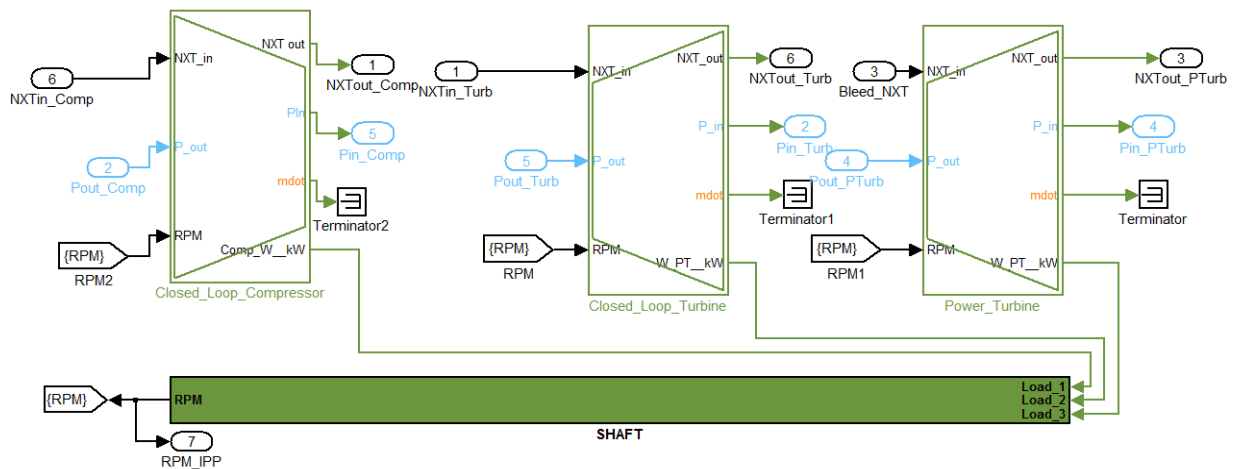 NXT_in
NXT out
6
NXTin_Comp
1
NXTout_Comp
PIn
5
Pin_Comp
2
Pout_Comp
P_out
mdot
Terminator2
{RPM}
RPM2
RPM
Comp_W__kW
Closed_Loop_Compressor
1
NXTin_Turb
NXT_in
NXT_out
6
NXTout_Turb
P_in
2
Pin_Turb
5
Pout_Turb
P_out
mdot
Terminator1
{RPM}
RPM
RPM
W_PT__kW
Closed_Loop_Turbine
3
Bleed_NXT
NXT_in
NXT_out
3
NXTout_PTurb
P_in
4
Pin_PTurb
4
Pout_PTurb
P_out
mdot
Terminator
{RPM}
RPM1
RPM
W_PT__kW
Power_Turbine
{RPM}
RPM
Load_1
Load_2
Load_3
SHAFT
7
RPM_IPP